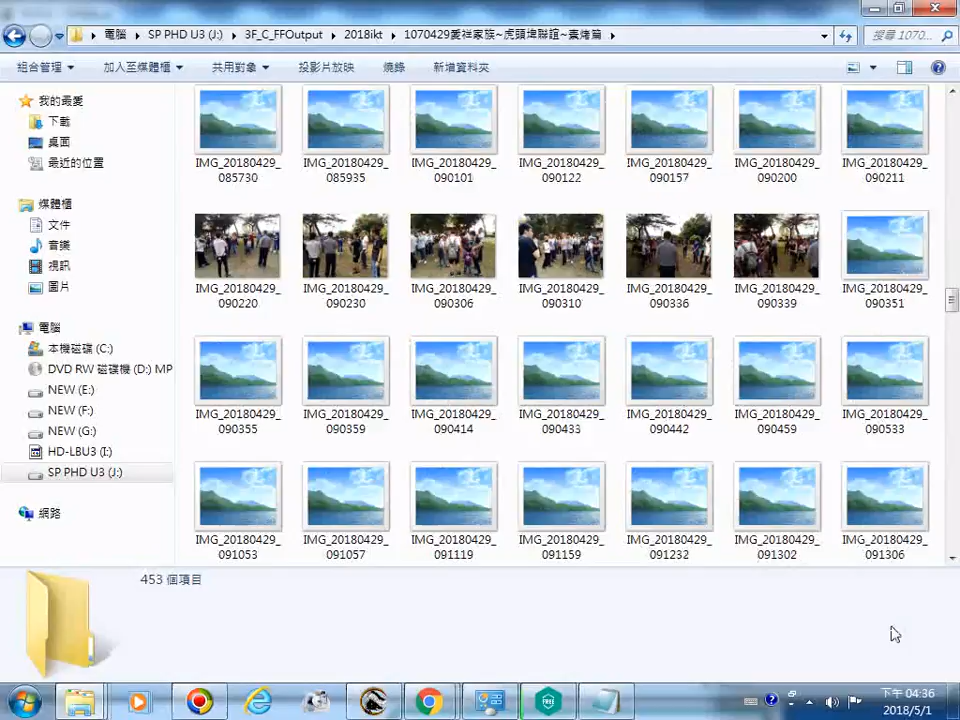 電腦 ▸ SP PHD U3 (J:) ▸ 3F_C_FFOutput ▸ 2018ikt ▸ 1070429愛祥家族~虎頭埤聯誼~棗烤篇 ▸
搜尋 1070...
組合管理 加入至媒體櫃 共用對象 投影片放映 燒錄 新增資料夾
我的最愛
下載
桌面
最近的位置
媒體櫃
文件
音樂
視訊
圖片
電腦
本機磁碟 (C:)
DVD RW 磁碟機 (D:) MP
NEW (E:)
NEW (F:)
NEW (G:)
HD-LBU3 (I:)
SP PHD U3 (J:)
網路
IMG_20180429_ IMG_20180429_ IMG_20180429_ IMG_20180429_ IMG_20180429_ IMG_20180429_ IMG_20180429_
085730 085935 090101 090122 090157 090200 090211
IMG_20180429_ IMG_20180429_ IMG_20180429_ IMG_20180429_ IMG_20180429_ IMG_20180429_ IMG_20180429_
090220 090230 090306 090310 090336 090339 090351
IMG_20180429_ IMG_20180429_ IMG_20180429_ IMG_20180429_ IMG_20180429_ IMG_20180429_ IMG_20180429_
090355 090359 090414 090433 090442 090459 090533
IMG_20180429_ IMG_20180429_ IMG_20180429_ IMG_20180429_ IMG_20180429_ IMG_20180429_ IMG_20180429_
091053 091057 091119 091159 091232 091302 091306
453 個項目
FREE
下午 04:36
2018/5/1